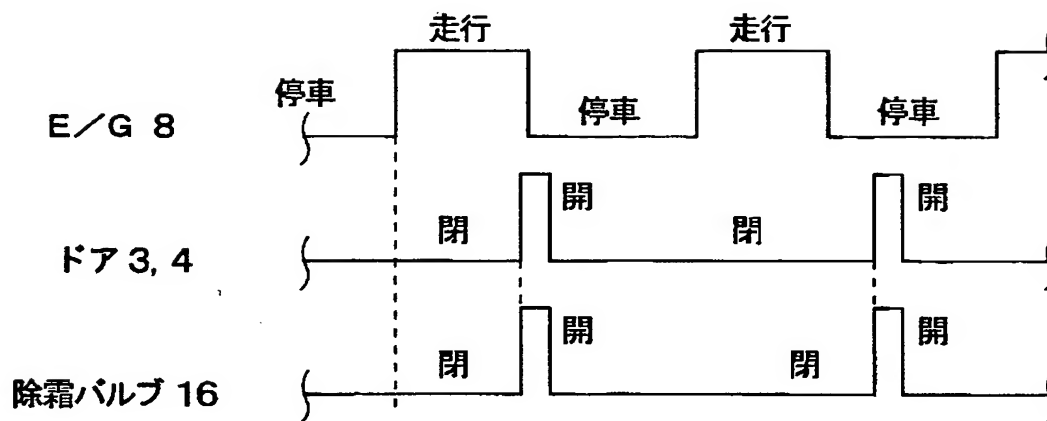 走行 走行
停車
E/G 8 停車 停車
開 開
ドア 3, 4 閉 閉
開 開
除霜バルブ 16 閉 閉